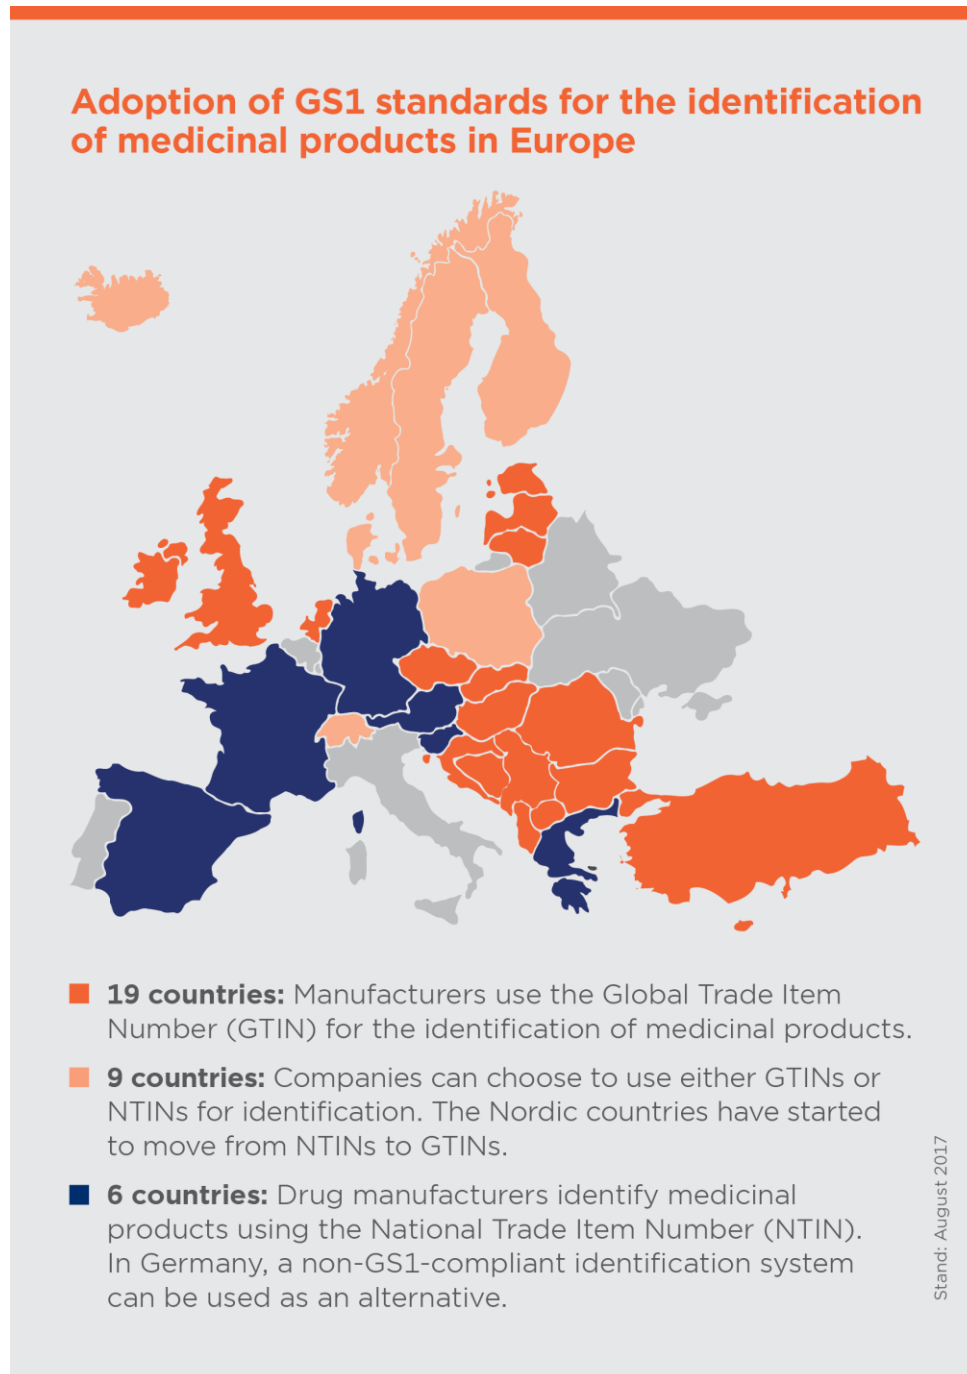 Adoption of GS1 standards for the identification
of medicinal products in Europe
19 countries: Manufacturers use the Global Trade Item
Number (GTIN) for the identification of medicinal products.
9 countries: Companies can choose to use either GTINs or
NTINs for identification. The Nordic countries have started
to move from NTINs to GTINs.
6 countries: Drug manufacturers identify medicinal
products using the National Trade Item Number (NTIN).
In Germany, a non-GS1-compliant identification system
can be used as an alternative.
Stand: August 2017